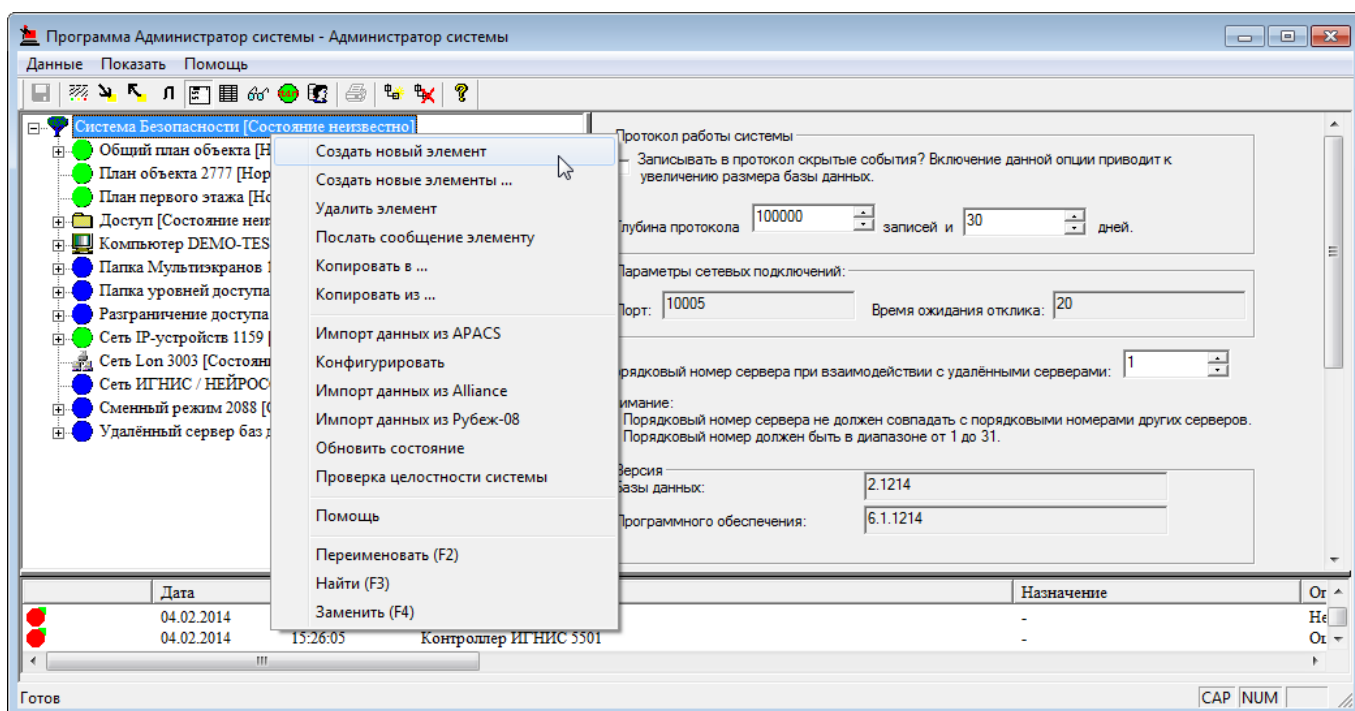 Программа Администратор системы - Администратор системы
Данные Показать Помощь
Система Безопасности [Состояние неизвестно]
Общий план объекта [Н
План объекта 2777 [Нор
План первого этажа [Но
Доступ [Состояние неи
Компьютер DEMO-TES
Папка Мультиэкранов 1
Папка уровней доступа
Разграничение доступа
Сеть IP-устройств 1159 [
Сеть Lon 3003 [Состоян
Сеть ИГНИС / НЕЙРОС
Сменный режим 2088 [
Удалённый сервер баз д
Создать новый элемент
Создать новые элементы ...
Удалить элемент
Послать сообщение элементу
Копировать в ...
Копировать из ...
Импорт данных из APACS
Конфигурировать
Импорт данных из Alliance
Импорт данных из Рубеж-08
Обновить состояние
Проверка целостности системы
Помощь
Переименовать (F2)
Найти (F3)
Заменить (F4)
Протокол работы системы
Записывать в протокол скрытые события? Включение данной опции приводит к
увеличению размера базы данных.
лубина протокола 100000 записей и 30 дней.
Параметры сетевых подключений:
Порт: 10005 Время ожидания отклика: 20
орядковый номер сервера при взаимодействии с удалёнными серверами: 1
нимание:
Порядковый номер сервера не должен совпадать с порядковыми номерами других серверов.
Порядковый номер должен быть в диапазоне от 1 до 31.
Версия
базы данных: 2.1214
Программного обеспечения: 6.1.1214
Дата Назначение Оп
04.02.2014 - Не
04.02.2014 15:26:05 Контроллер ИГНИС 5501 - Оп
Готов CAP NUM